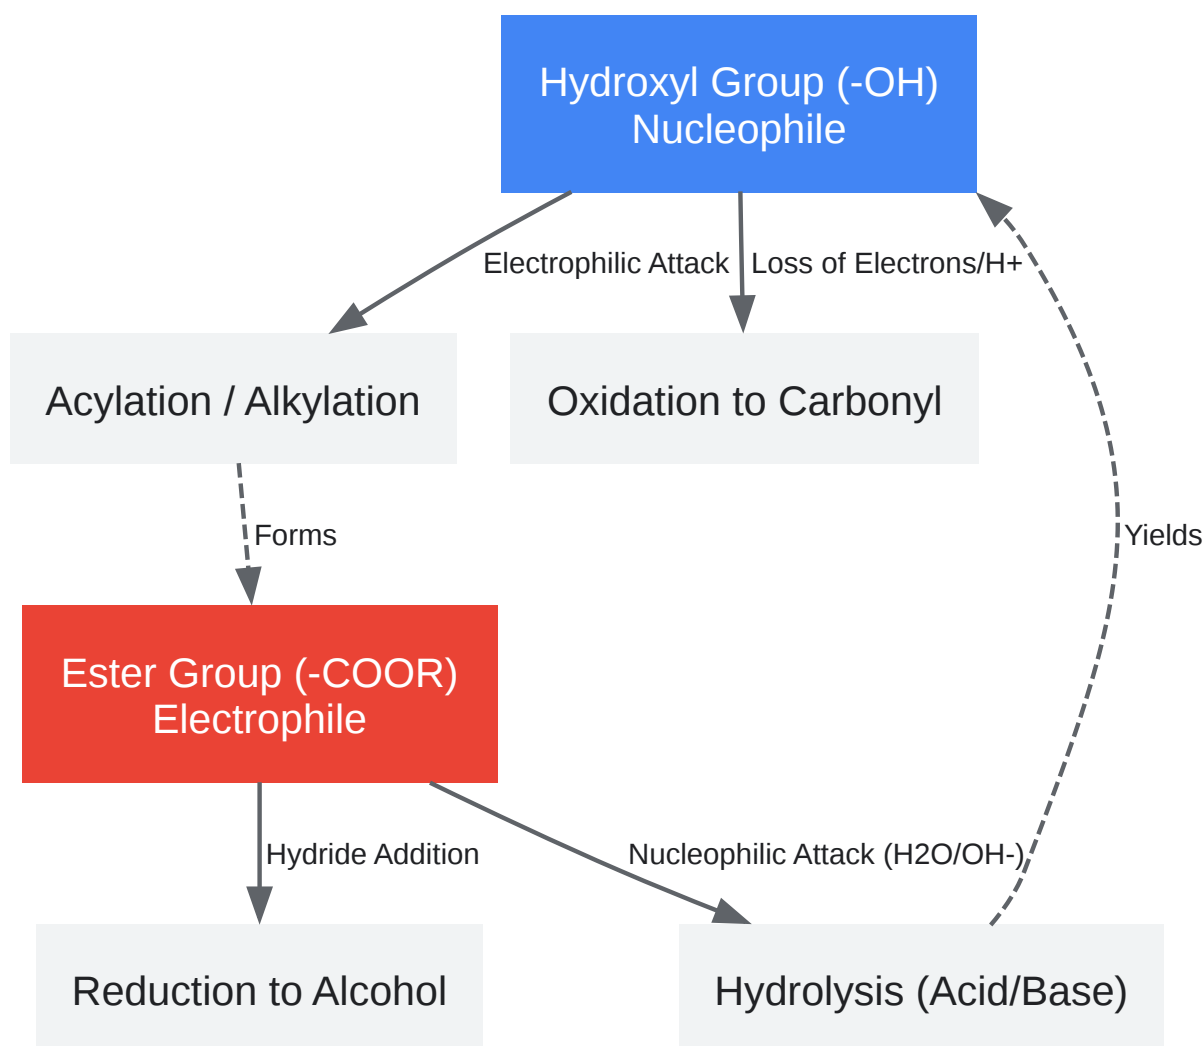 Hydroxyl Group (-OH)
Nucleophile
Electrophilic Attack
Loss of Electrons/H+
Acylation / Alkylation
Oxidation to Carbonyl
Forms
Yields
Ester Group (-COOR)
Electrophile
Hydride Addition
Nucleophilic Attack (H2O/OH-)
Reduction to Alcohol
Hydrolysis (Acid/Base)